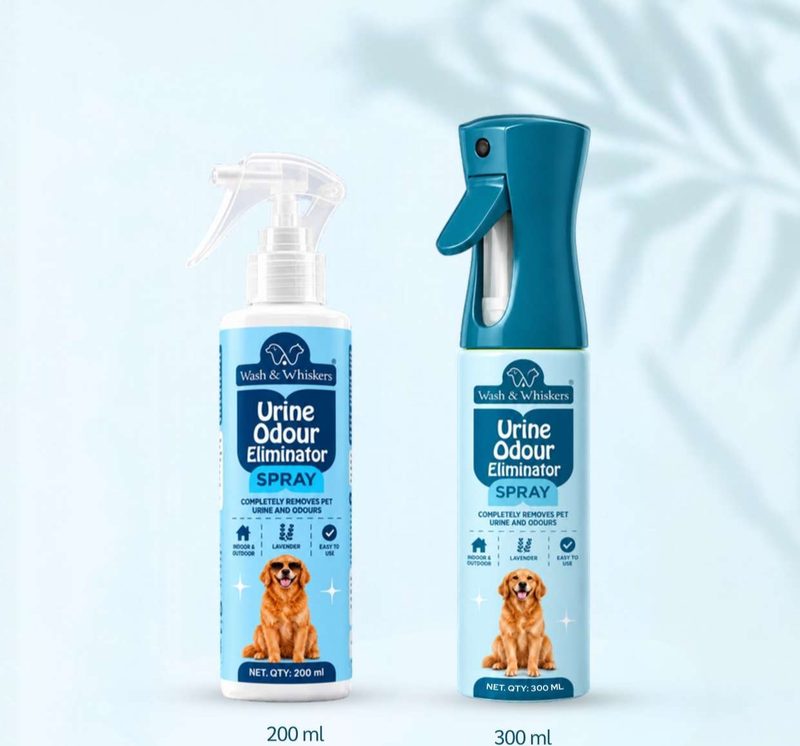 Wash & Whiskers®
Urine
Odour
Eliminator
SPRAY
COMPLETELY REMOVES PET
URINE AND ODOURS
INDOOR &
OUTDOOR
LAVENDER
EASY TO
USE
NET. QTY: 200 ml
200 ml
Wash & Whiskers®
Urine
Odour
Eliminator
SPRAY
COMPLETELY REMOVES PET
URINE AND ODOURS
INDOOR &
OUTDOOR
LAVENDER
EASY TO
USE
NET. QTY: 300 ML
300 ml